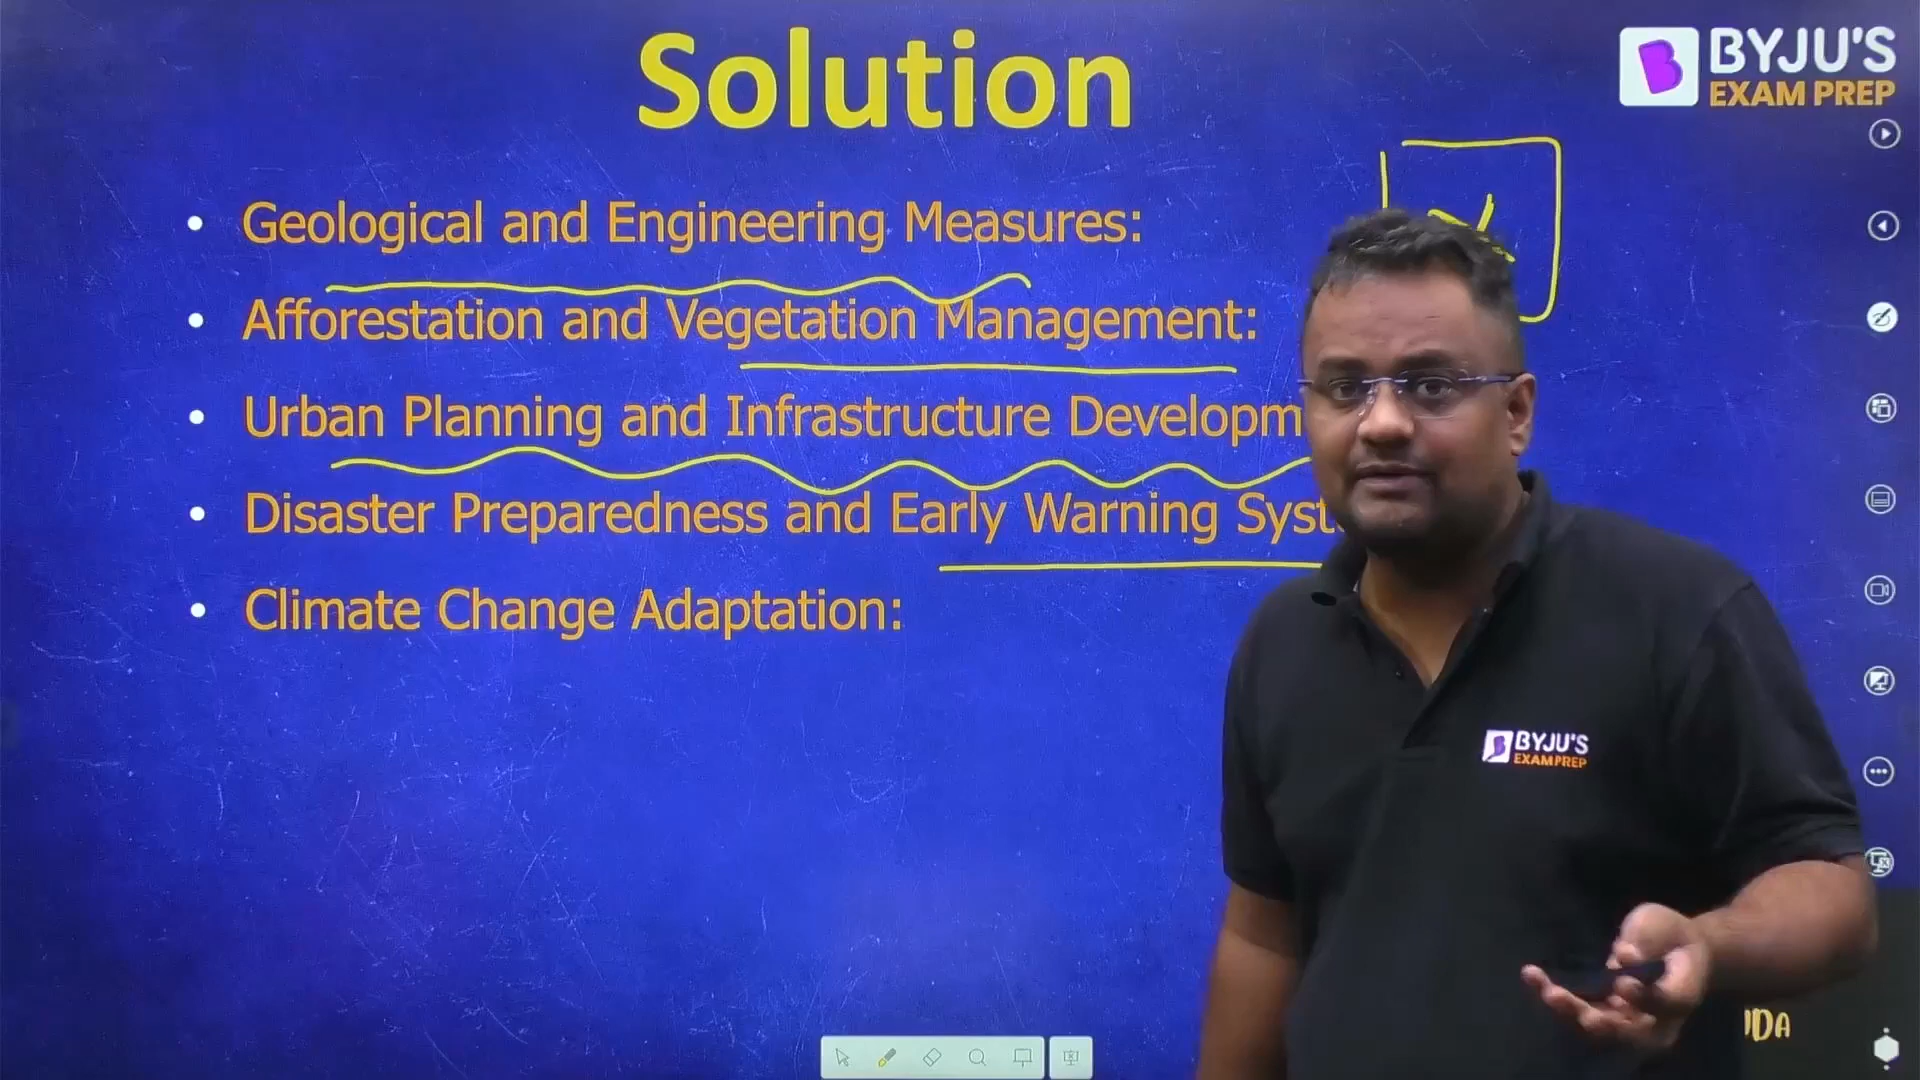 Solution
BYJU'S
EXAM PREP
• Geological and Engineering Measures:
• Afforestation and Vegetation Management:
• Urban Planning and Infrastructure Developm
• Disaster Preparedness and Early Warning Syst
• Climate Change Adaptation:
BYJU'S
EXAM PREP